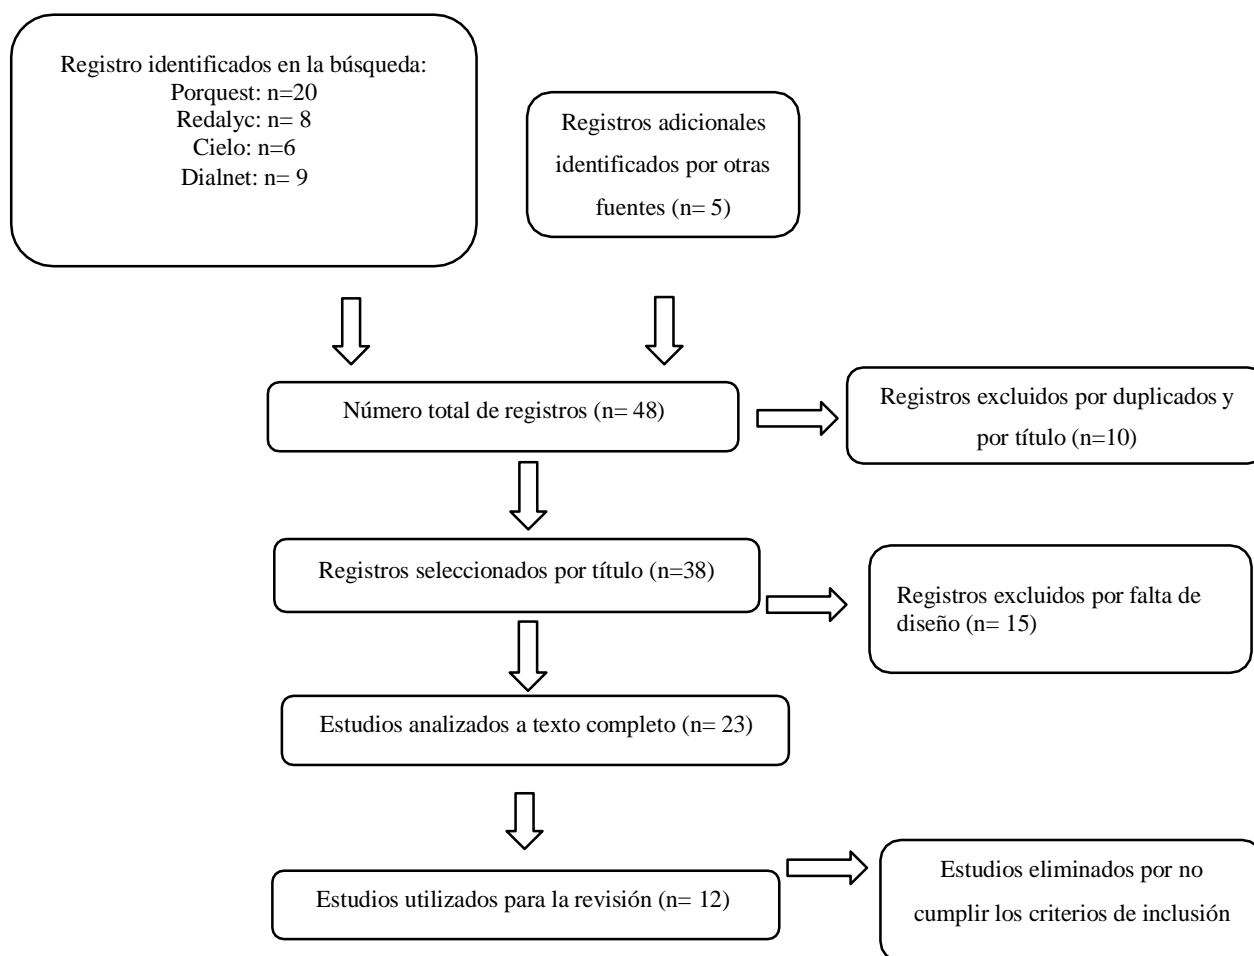 Registro identificados en la búsqueda:
Porquest: n=20
Redalyc: n= 8
Cielo: n=6
Dialnet: n= 9
Registros adicionales
identificados por otras
fuentes (n= 5)
Número total de registros (n= 48)
Registros excluidos por duplicados y
por título (n=10)
Registros seleccionados por título (n=38)
Registros excluidos por falta de
diseño (n= 15)
Estudios analizados a texto completo (n= 23)
Estudios utilizados para la revisión (n= 12)
Estudios eliminados por no
cumplir los criterios de inclusión